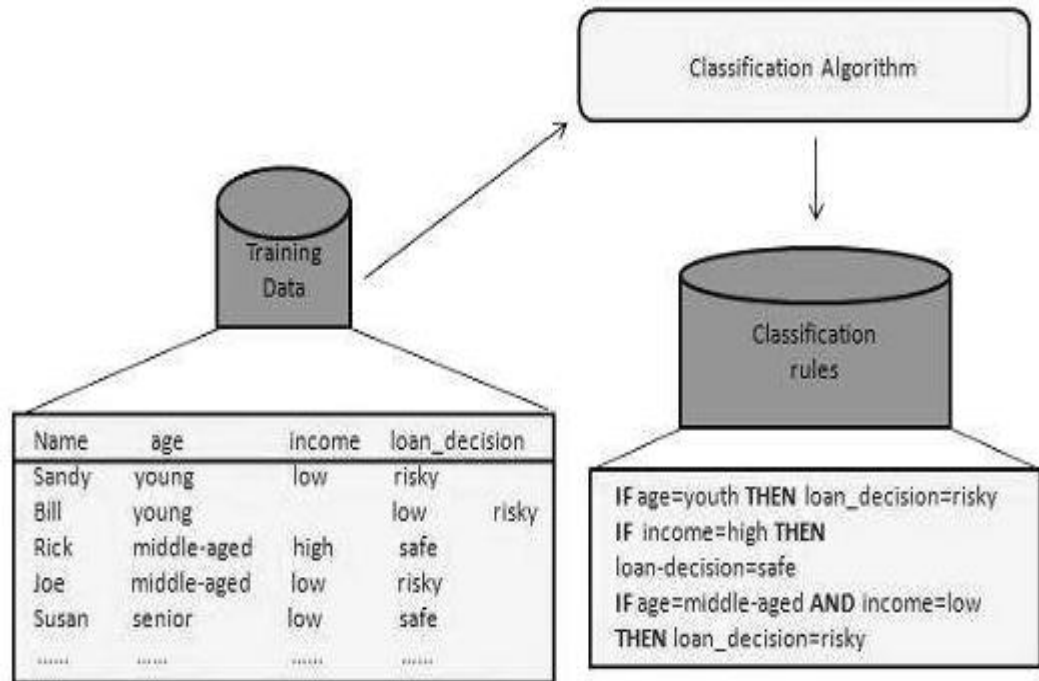 Classification Algorithm
Training
Data
Classification
rules
Name age income loan_decision
Sandy young low risky
Bill young low risky
Rick middle-aged high safe
Joe middle-aged low risky
Susan senior low safe
...... ...... ...... ......
IF age=youth THEN loan_decision=risky
IF income=high THEN
loan-decision=safe
IF age=middle-aged AND income=low
THEN loan_decision=risky